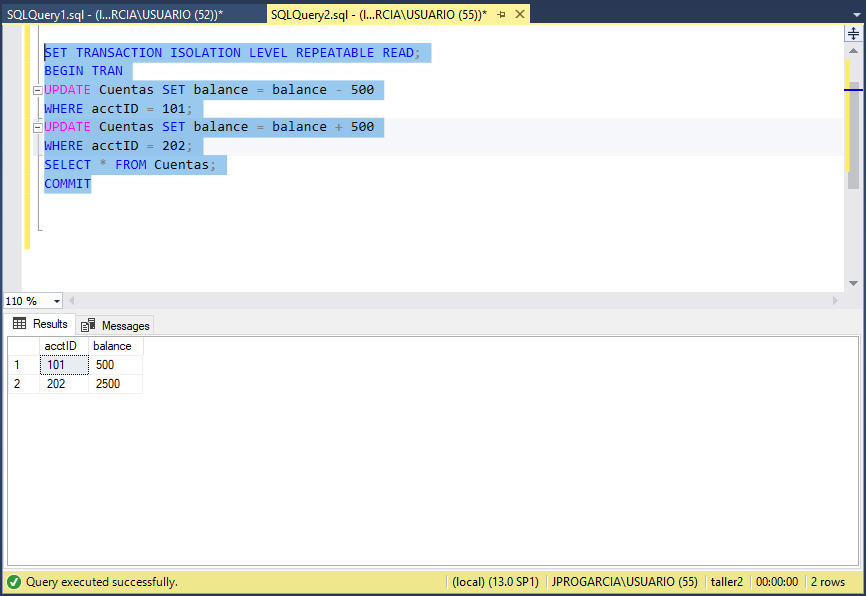 SQLQuery1.sql - (l...RCIA\USUARIO (52))* SQLQuery2.sql - (l...RCIA\USUARIO (55))*
SET TRANSACTION ISOLATION LEVEL REPEATABLE READ;
BEGIN TRAN
UPDATE Cuentas SET balance = balance - 500
WHERE acctID = 101;
UPDATE Cuentas SET balance = balance + 500
WHERE acctID = 202;
SELECT * FROM Cuentas;
COMMIT
110 %
Results Messages
acctID balance
1 101 500
2 202 2500
Query executed successfully. (local) (13.0 SP1) JPROGARCIA\USUARIO (55) taller2 00:00:00 2 rows